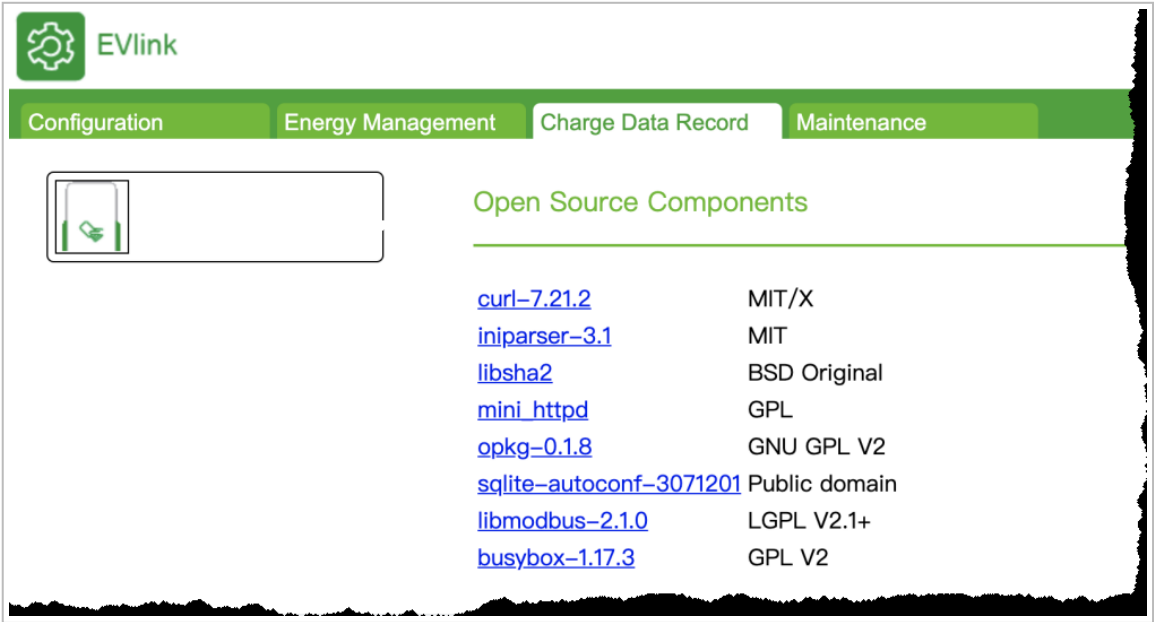 EVlink
Configuration Energy Management Charge Data Record Maintenance
Open Source Components
curl-7.21.2 MIT/X
iniparser-3.1 MIT
libsha2 BSD Original
mini_httpd GPL
opkg-0.1.8 GNU GPL V2
sqlite-autoconf-3071201 Public domain
libmodbus-2.1.0 LGPL V2.1+
busybox-1.17.3 GPL V2